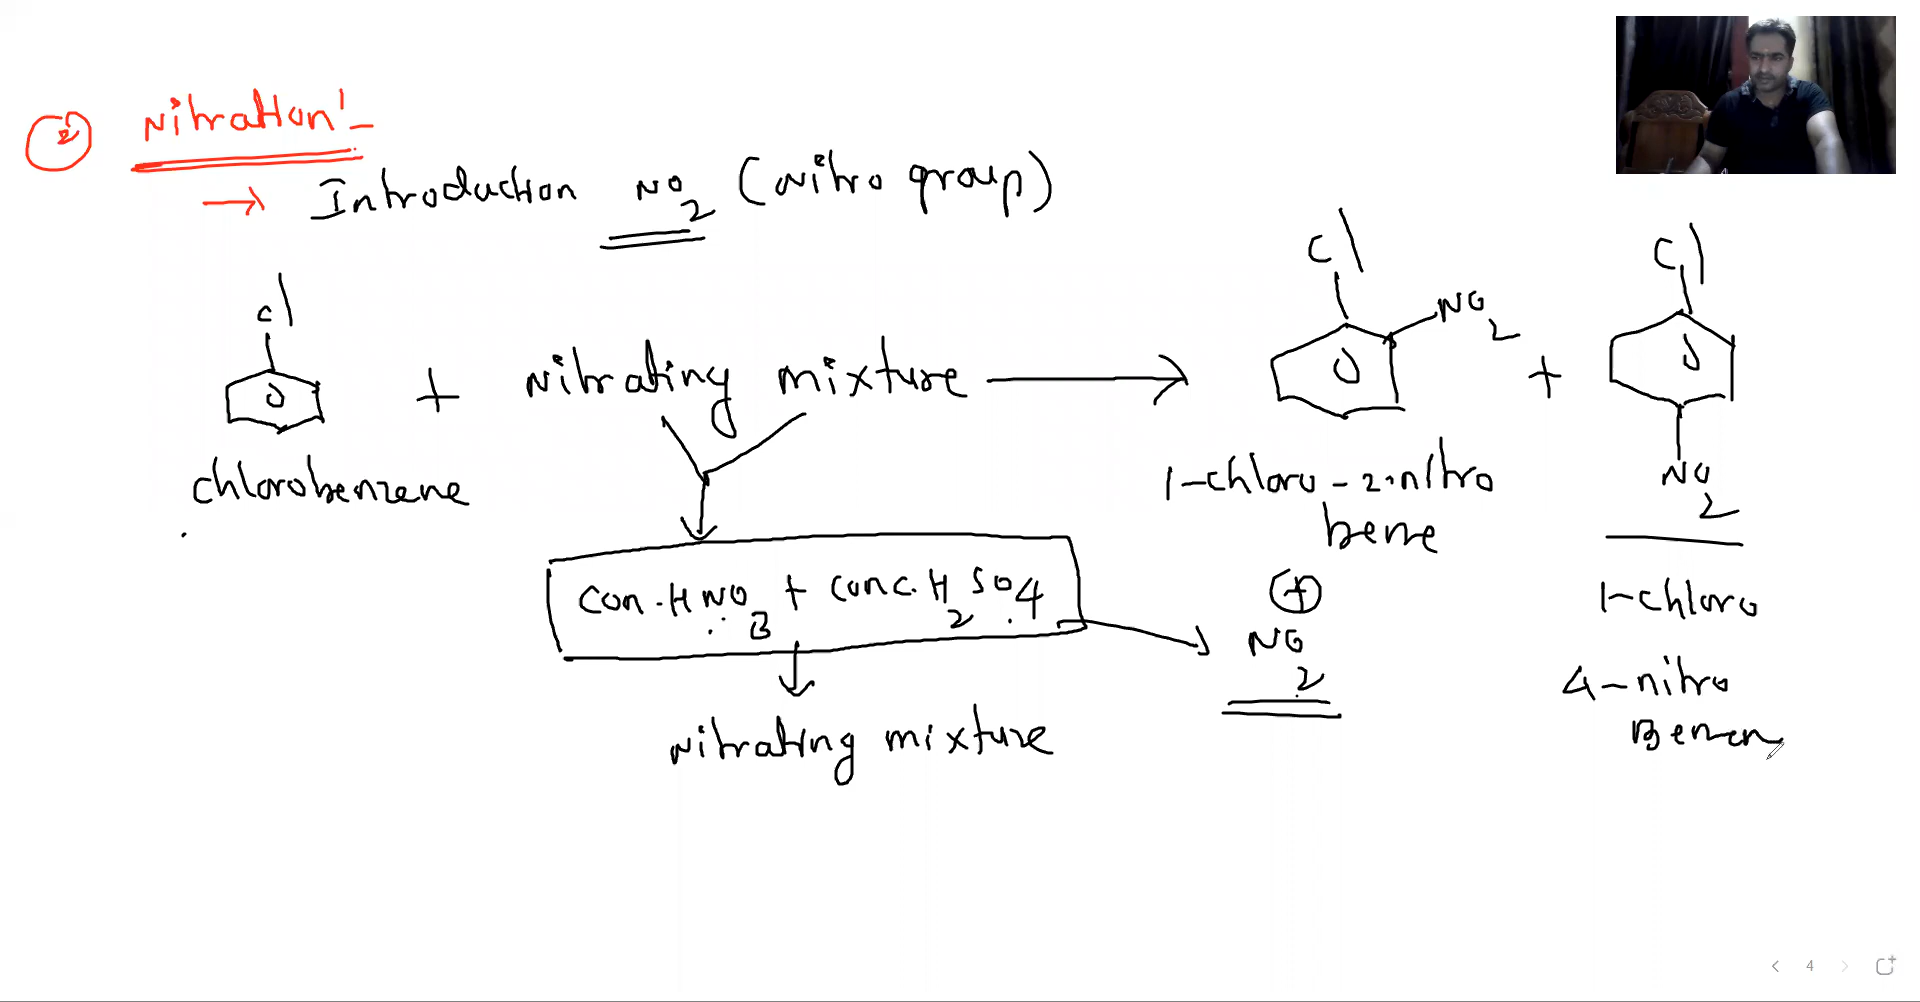 2 Nitration:-
→ Introduction NO2 (Nitro group)
Cl
Cl
Cl
NO2
+ Nitrating mixture → +
NO2
chlorobenzene
1-chloro-2-nitro
bene
Con.HNO3 + conc.H2SO4
⊕
NO2
1-chloro
4-nitro
Benzen
Nitrating mixture
4